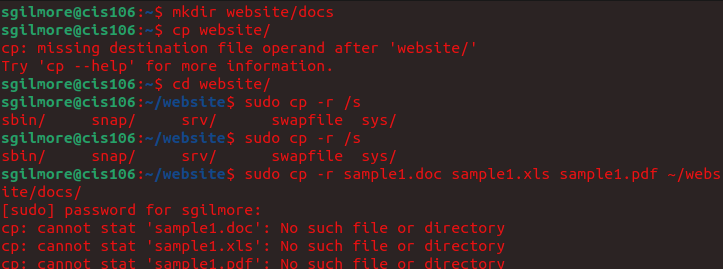 sgilmore@cis106:~$ mkdir website/docs
sgilmore@cis106:~$ cp website/
cp: missing destination file operand after 'website/'
Try 'cp --help' for more information.
sgilmore@cis106:~$ cd website/
sgilmore@cis106:~/website$ sudo cp -r /s
sbin/     snap/     srv/      swapfile  sys/
sgilmore@cis106:~/website$ sudo cp -r /s
sbin/     snap/     srv/      swapfile  sys/
sgilmore@cis106:~/website$ sudo cp -r sample1.doc sample1.xls sample1.pdf ~/webs
ite/docs/
[sudo] password for sgilmore:
cp: cannot stat 'sample1.doc': No such file or directory
cp: cannot stat 'sample1.xls': No such file or directory
cp: cannot stat 'sample1.pdf': No such file or directory